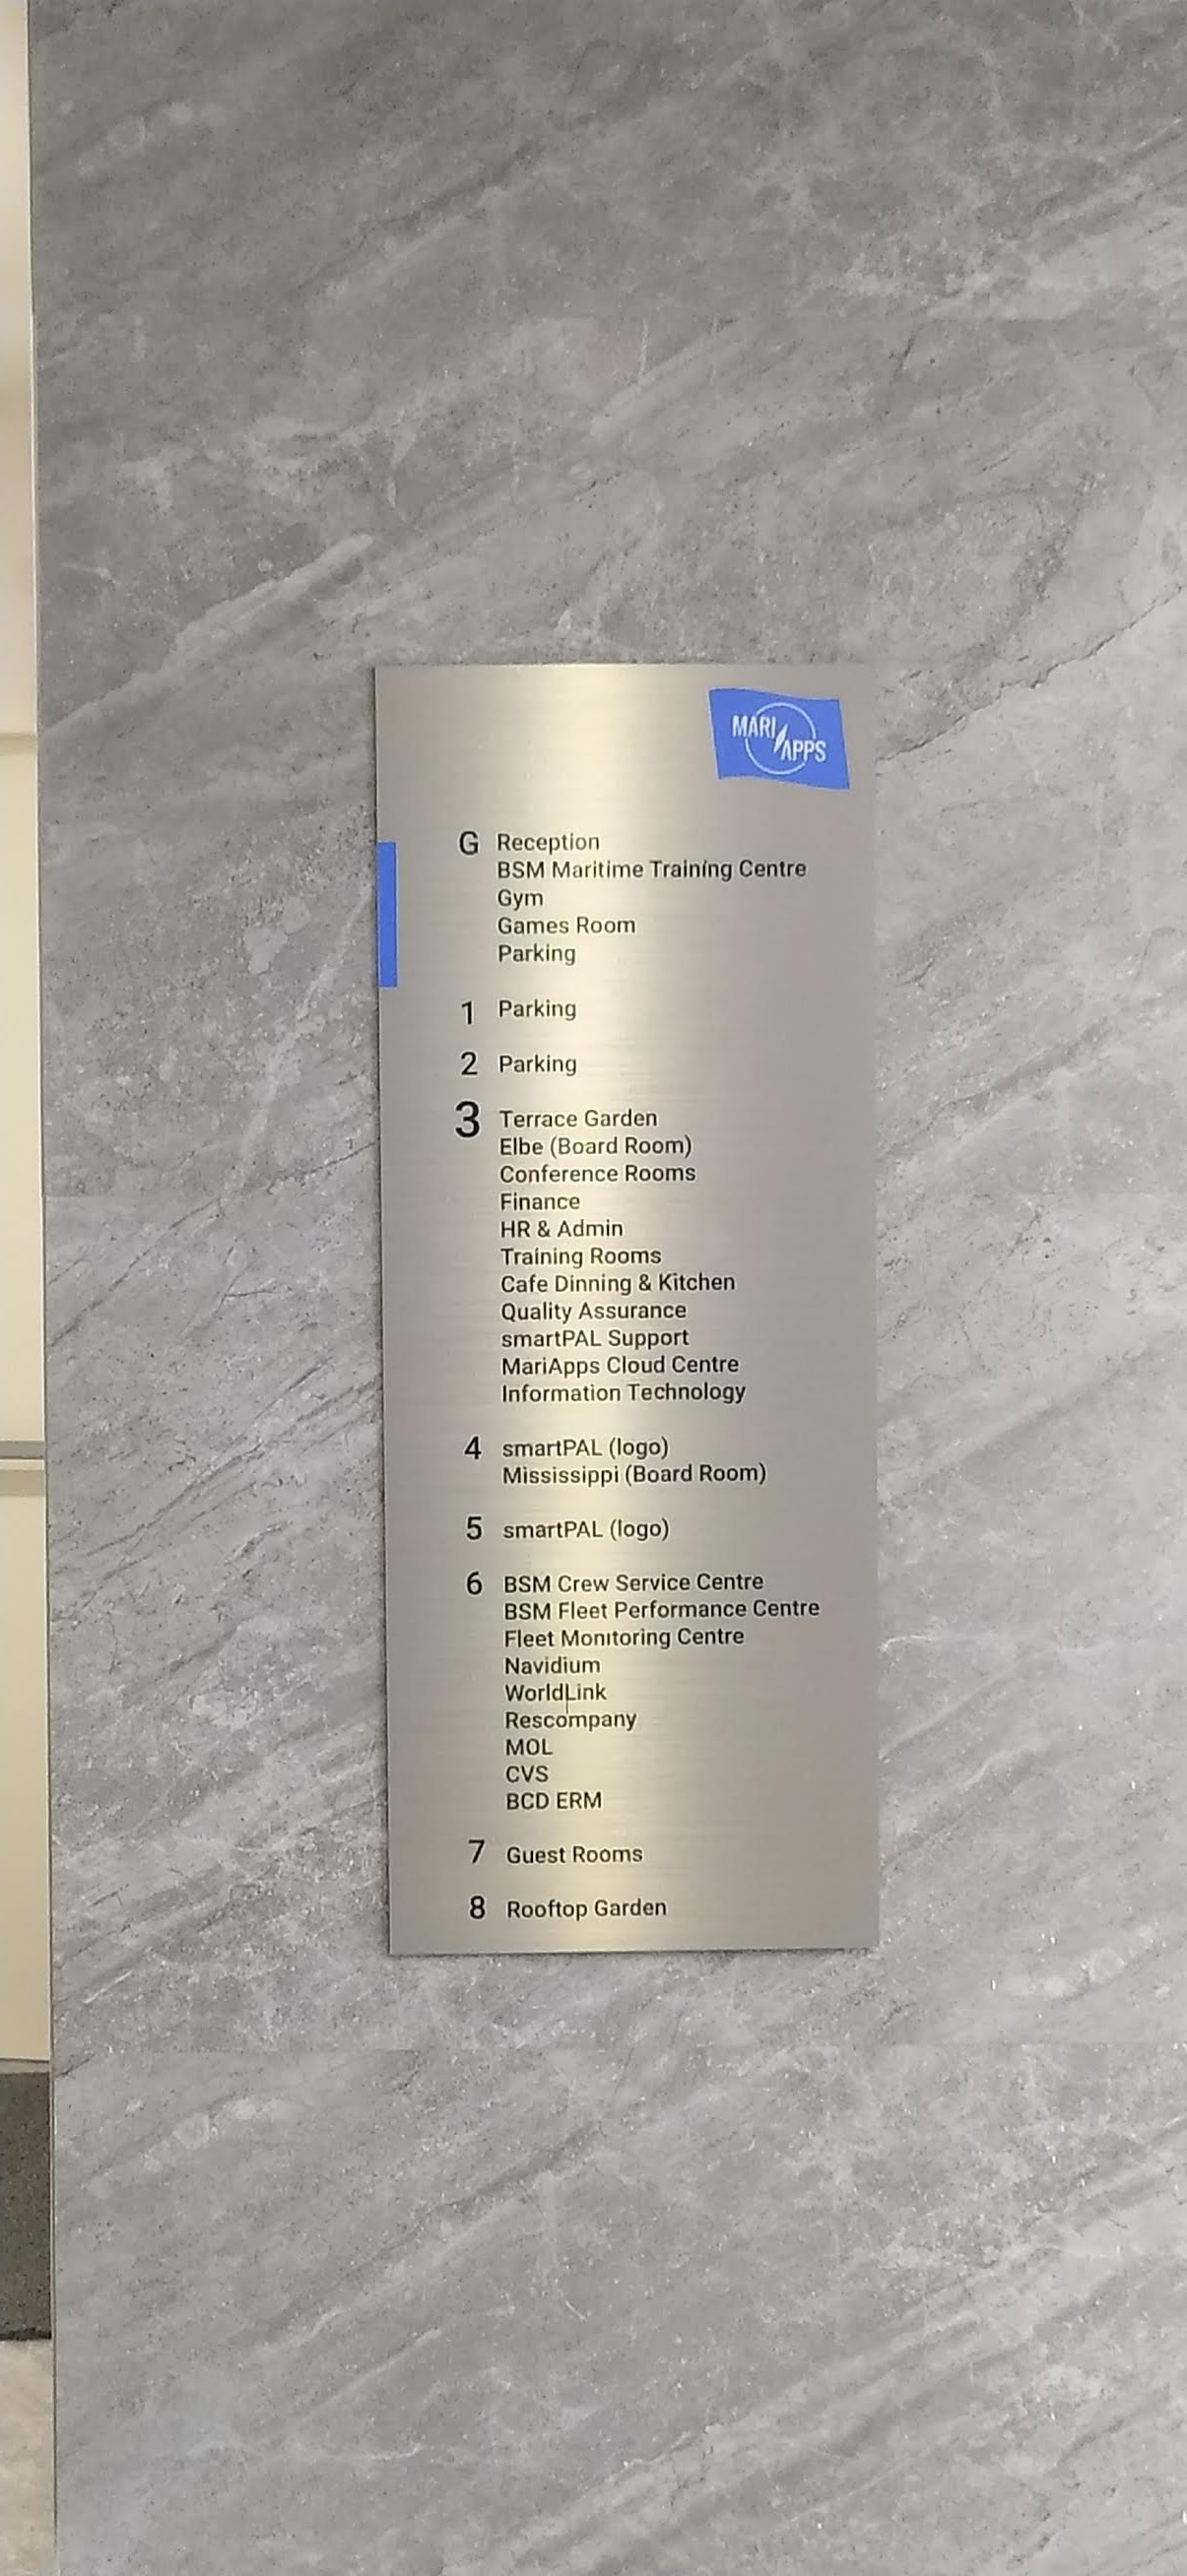 MARI APPS
G Reception
BSM Maritime Training Centre
Gym
Games Room
Parking
1 Parking
2 Parking
3 Terrace Garden
Elbe (Board Room)
Conference Rooms
Finance
HR & Admin
Training Rooms
Cafe Dinning & Kitchen
Quality Assurance
smartPAL Support
MariApps Cloud Centre
Information Technology
4 smartPAL (logo)
Mississippi (Board Room)
5 smartPAL (logo)
6 BSM Crew Service Centre
BSM Fleet Performance Centre
Fleet Monitoring Centre
Navidium
WorldLink
Rescompany
MOL
CVS
BCD ERM
7 Guest Rooms
8 Rooftop Garden